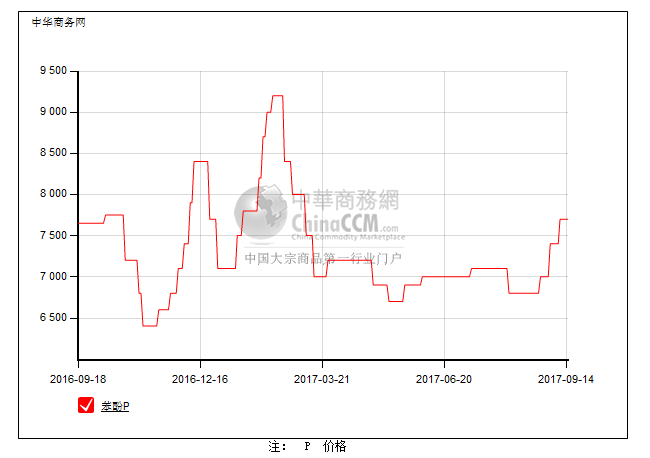 中华商务网
9 500
9 000
8 500
8 000
7 500
7 000
6 500
中華商務網
ChinaCCM.com
China Commodity Marketplace
中国大宗商品第一行业门户
2016-09-18
2016-12-16
2017-03-21
2017-06-20
2017-09-14
苯酚P
注： P 价格